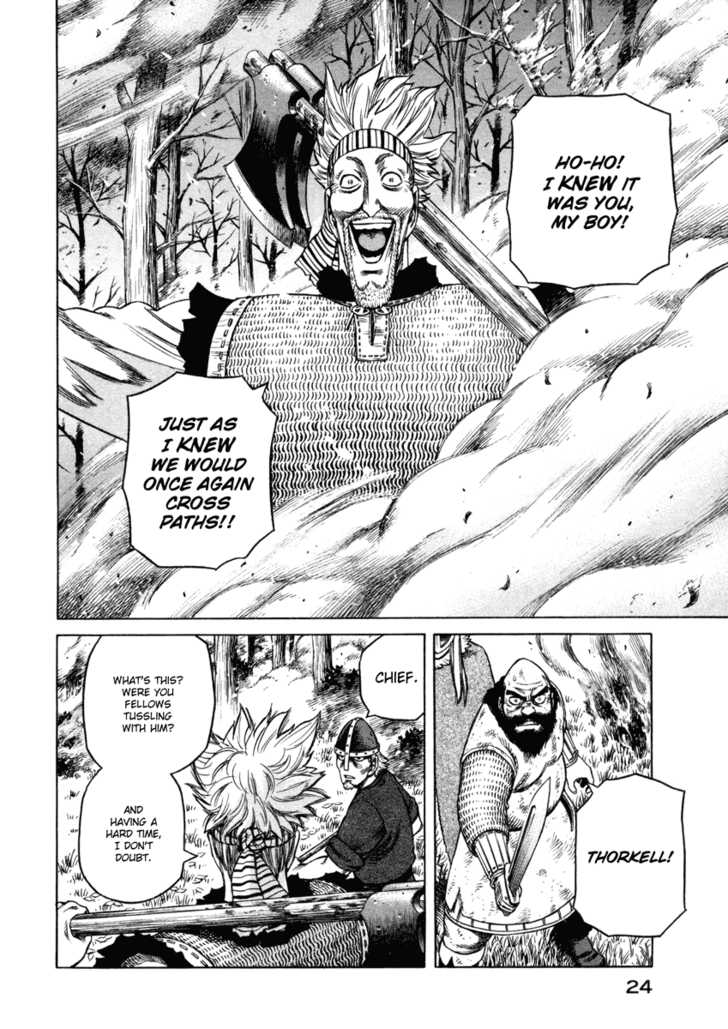 HO-HO!
I KNEW IT
WAS YOU,
MY BOY!
JUST AS
I KNEW
WE WOULD
ONCE AGAIN
CROSS
PATHS!!
CHIEF.
WHAT'S THIS?
WERE YOU
FELLOWS
TUSSLING
WITH HIM?
AND
HAVING A
HARD TIME,
I DON'T
DOUBT.
THORKELL!
24